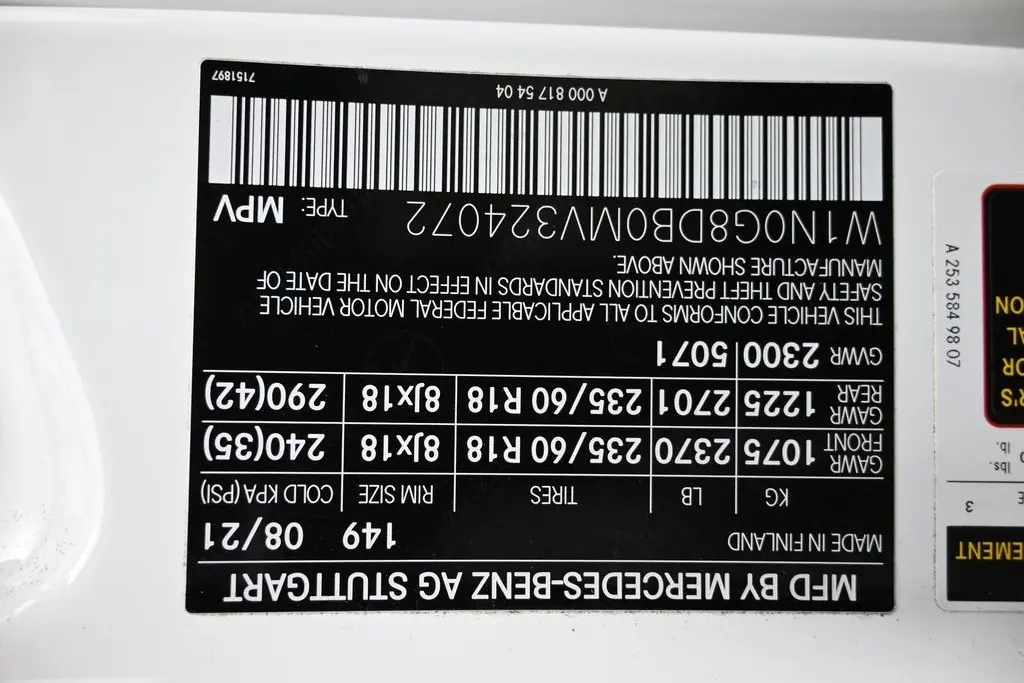 MFD BY MERCEDES-BENZ AG STUTTGART
MADE IN FINLAND 149 08/21
KG LB TIRES RIM SIZE COLD KPA (PSI)
GAWR FRONT 1075 2370 235/60 R18 8Jx18 240(35)
GAWR REAR 1225 2701 235/60 R18 8Jx18 290(42)
GVWR 2300 5071
THIS VEHICLE CONFORMS TO ALL APPLICABLE FEDERAL MOTOR VEHICLE
SAFETY AND THEFT PREVENTION STANDARDS IN EFFECT ON THE DATE OF
MANUFACTURE SHOWN ABOVE.
W1N0G8DB0MV324072 TYPE: MPV
A 000 817 54 04
7151897
A 253 584 98 07
3
lbs.
lb.